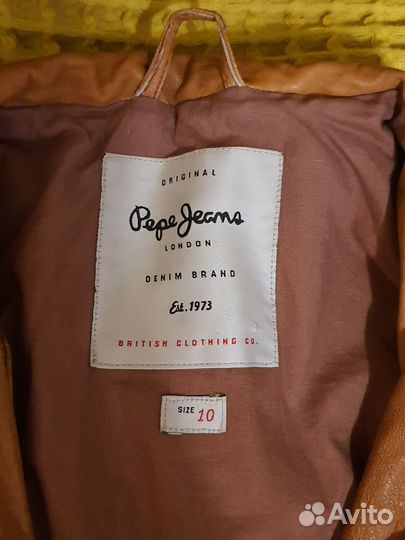 ORIGINAL
Pepe Jeans
LONDON
DENIM BRAND
Est. 1973
BRITISH CLOTHING CO.
SIZE 10
Avito